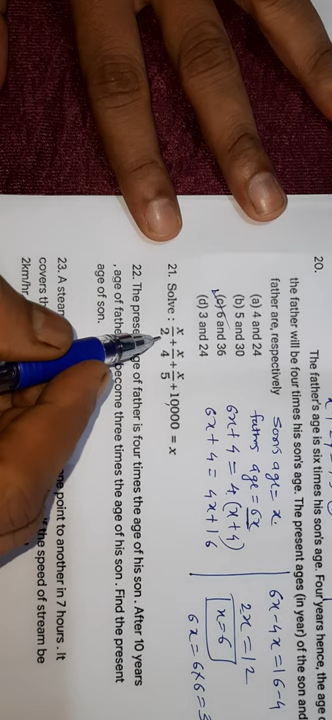 20. The father's age is six times his son's age. Four years hence, the age
the father will be four times his son's age. The present ages (in year) of the son and
father are, respectively
(a) 4 and 24
(b) 5 and 30
(c) 6 and 36
(d) 3 and 24
Son's age = x.
father age = 6x
6x+4 = 4(x+4)
6x+4 = 4x+16
6x-4x = 16-4
2x = 12
x=6
6x = 6x6 =
21. Solve : x/2 + x/4 + x/5 + 10000 = x
22. The prese ge of father is four times the age of his son . After 10 years
, age of fathe become three times the age of his son . Find the present
age of son.
23. A stea ne point to another in 7 hours . It
covers th the speed of stream be
2km/hr